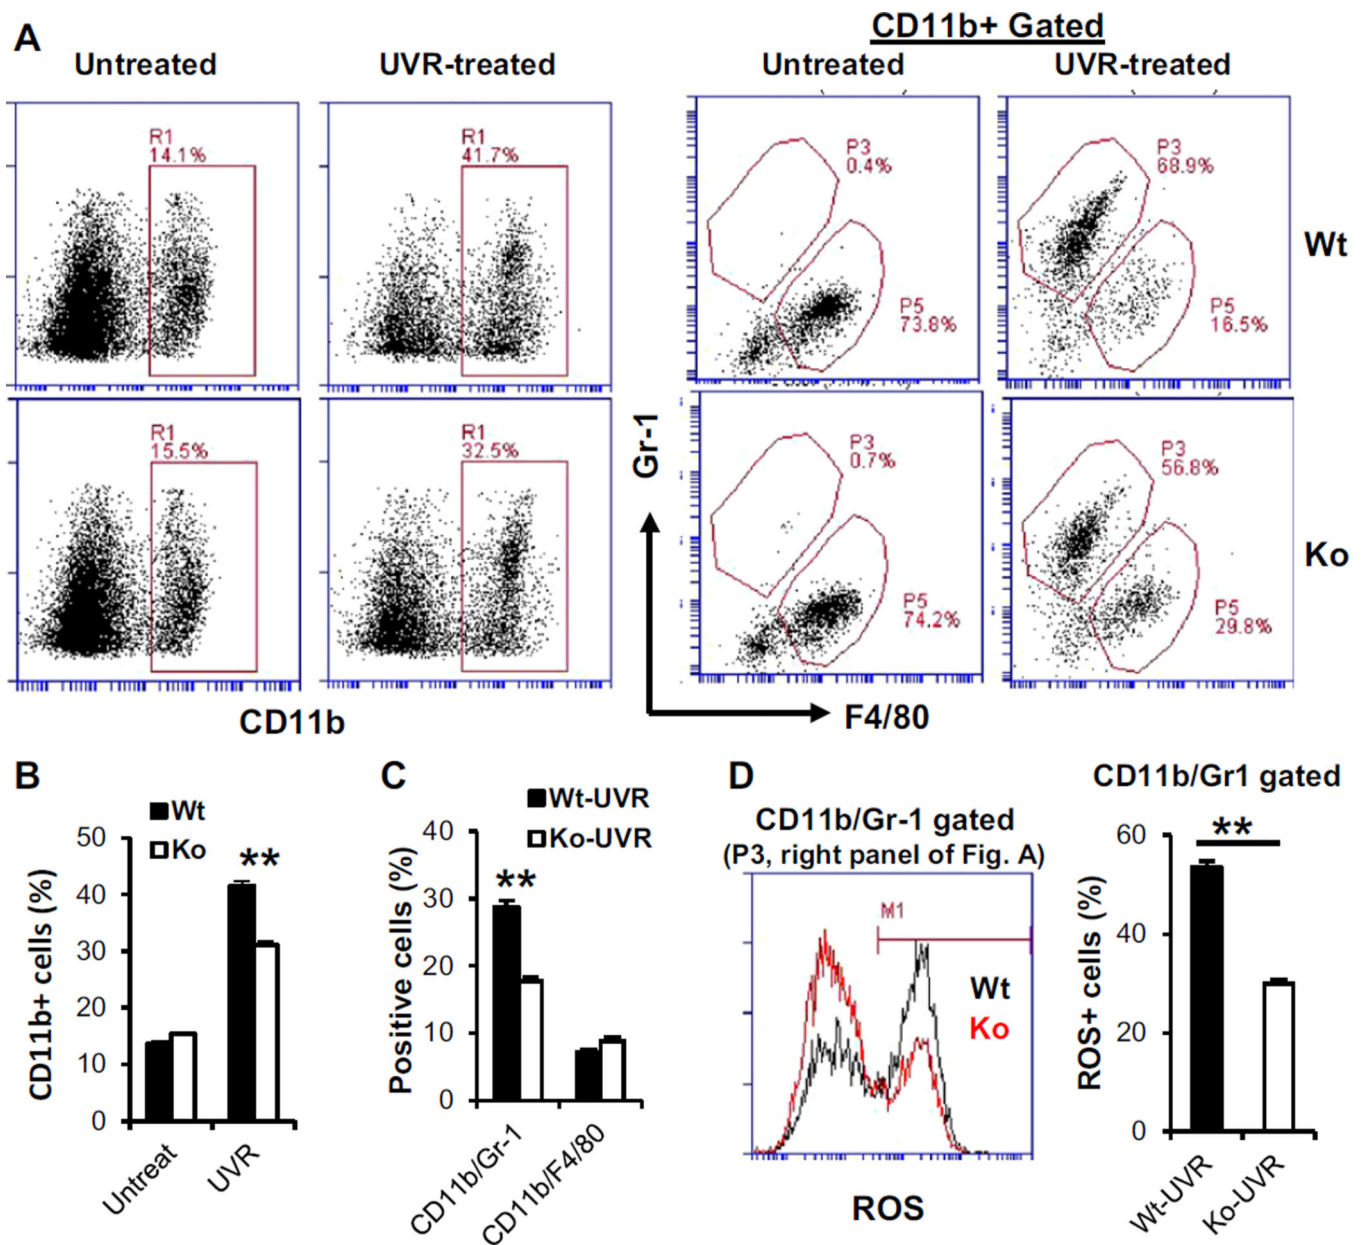 A
CD11b+ Gated
Untreated
UVR-treated
Untreated
UVR-treated
R1
14.1%
R1
41.7%
P3
0.4%
P5
73.8%
P3
68.9%
P5
16.5%
Wt
R1
15.5%
R1
32.5%
P3
0.7%
P5
74.2%
P3
56.8%
P5
29.8%
Ko
Gr-1
CD11b
F4/80
B
Wt
Ko
50
40
30
20
10
0
CD11b+ cells (%)
**
Untreat
UVR
C
Wt-UVR
Ko-UVR
40
30
20
10
0
Positive cells (%)
**
CD11b/Gr-1
CD11b/F4/80
D
CD11b/Gr-1 gated
(P3, right panel of Fig. A)
M1
Wt
Ko
ROS
CD11b/Gr1 gated
60
40
20
0
ROS+ cells (%)
**
Wt-UVR
Ko-UVR